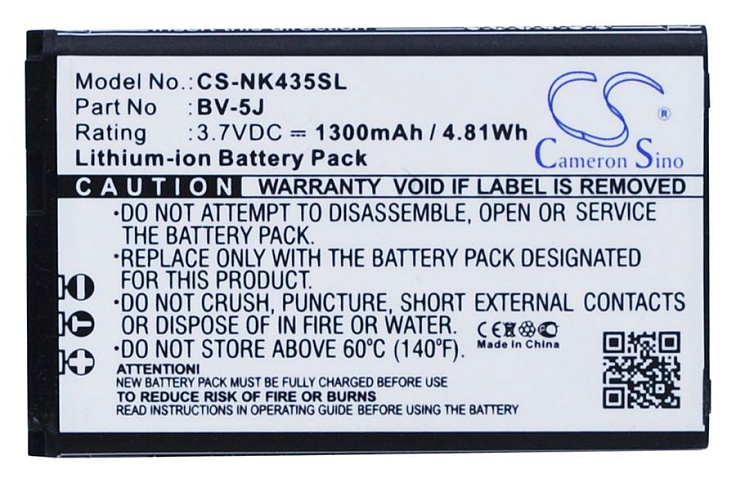 Model No.: CS-NK435SL
Part No : BV-5J
Rating : 3.7VDC ⎓ 1300mAh / 4.81Wh
Lithium-ion Battery Pack
CS ®
Cameron Sino
CAUTION WARRANTY VOID IF LABEL IS REMOVED
·DO NOT ATTEMPT TO DISASSEMBLE, OPEN OR SERVICE
THE BATTERY PACK.
·REPLACE ONLY WITH THE BATTERY PACK DESIGNATED
FOR THIS PRODUCT.
·DO NOT CRUSH, PUNCTURE, SHORT EXTERNAL CONTACTS
OR DISPOSE OF IN FIRE OR WATER.
·DO NOT STORE ABOVE 60°C (140°F).
CE
Made in China
ATTENTION!
NEW BATTERY PACK MUST BE FULLY CHARGED BEFORE USE
TO REDUCE RISK OF FIRE OR BURNS
READ INSTRUCTIONS IN OPERATING GUIDE SUPPLIED WITH THE BATTERY